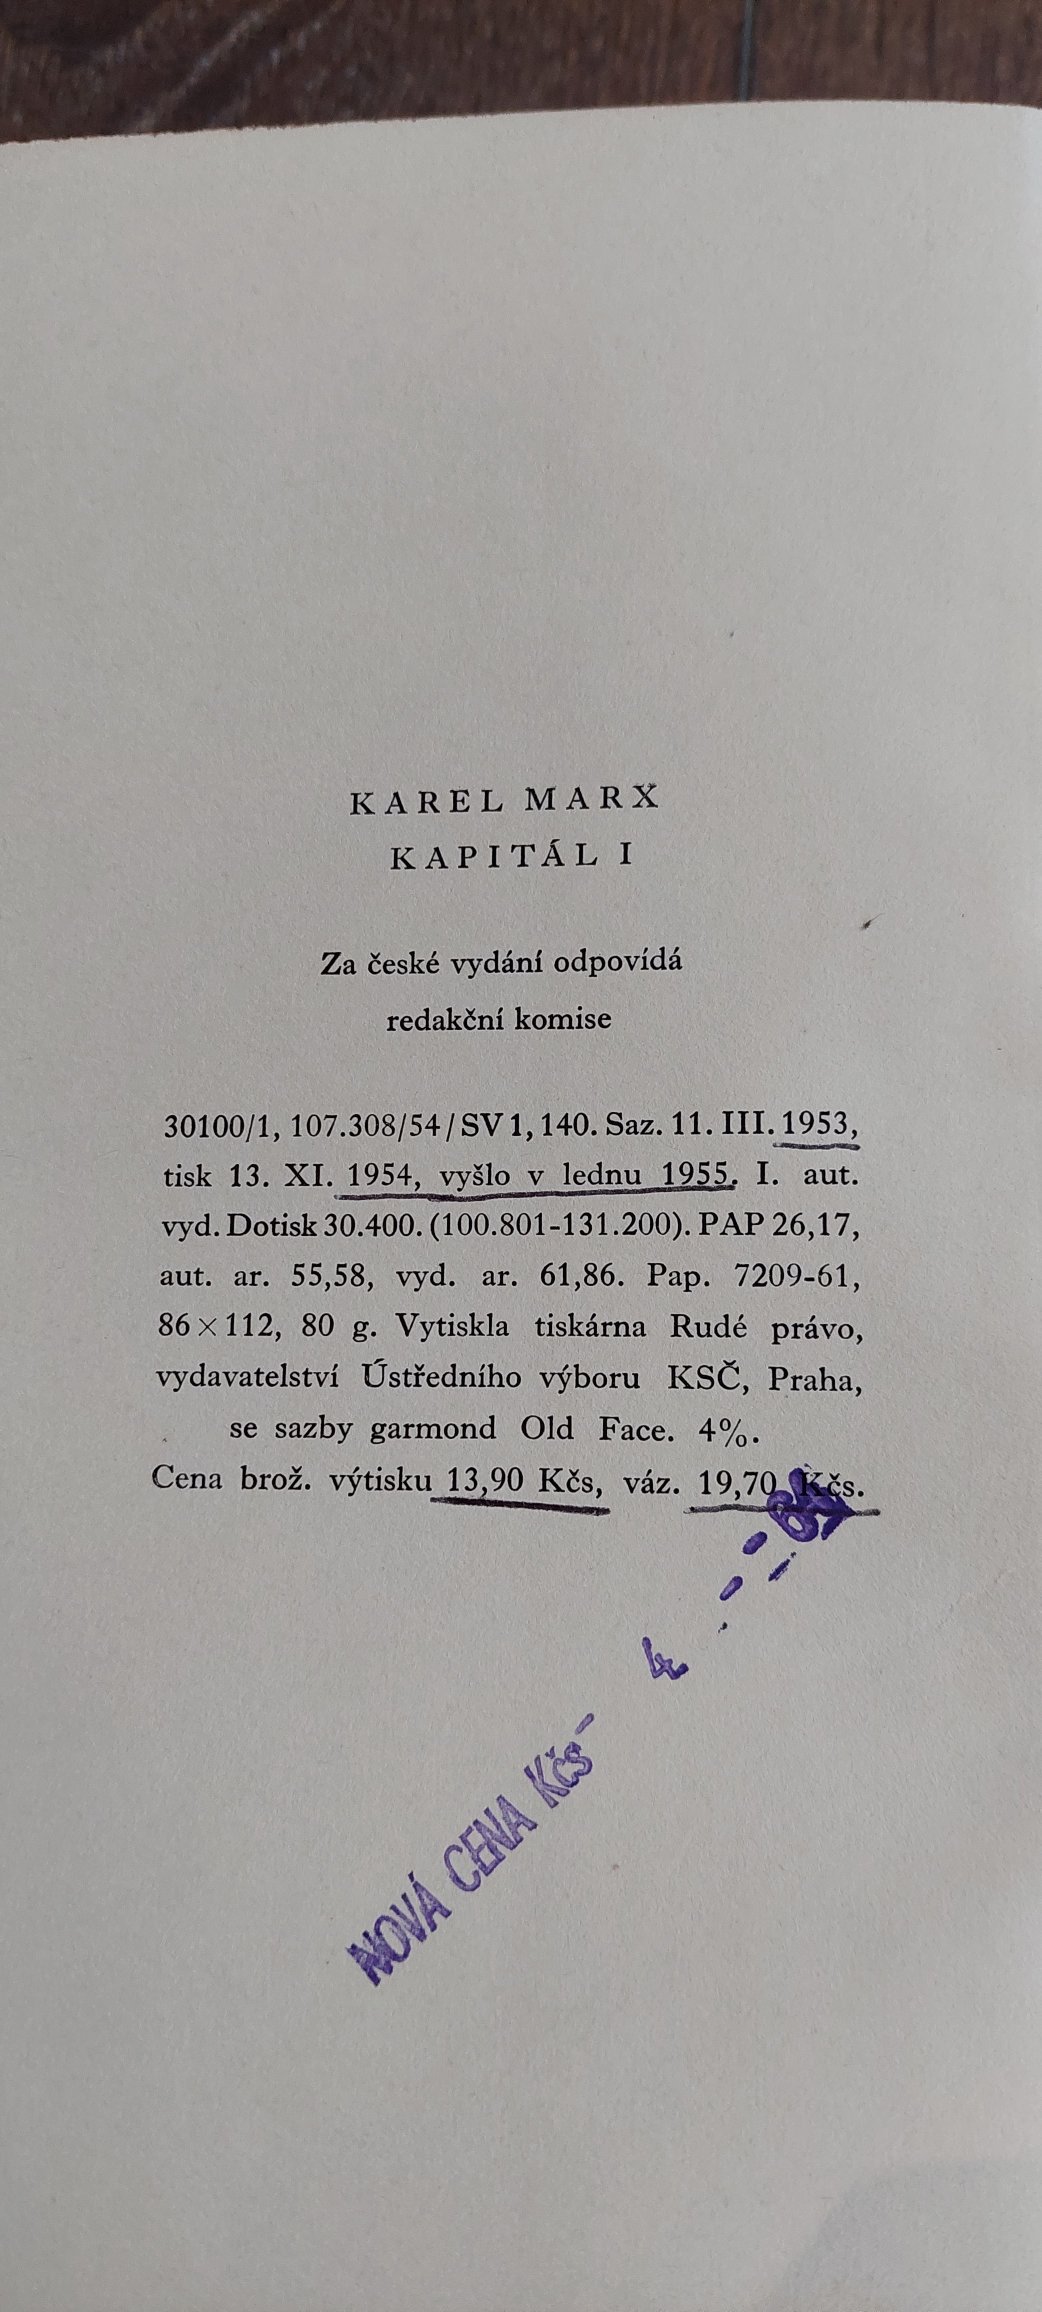 KAREL MARX
KAPITÁL I
Za české vydání odpovídá
redakční komise
30100/1, 107.308/54/SV 1, 140. Saz. 11. III. 1953,
tisk 13. XI. 1954, vyšlo v lednu 1955. I. aut.
vyd. Dotisk 30.400. (100.801-131.200). PAP 26,17,
aut. ar. 55,58, vyd. ar. 61,86. Pap. 7209-61,
86 × 112, 80 g. Vytiskla tiskárna Rudé právo,
vydavatelství Ústředního výboru KSČ, Praha,
se sazby garmond Old Face. 4%.
Cena brož. výtisku 13,90 Kčs, váz. 19,70 Kčs.
NOVÁ CENA Kčs 4